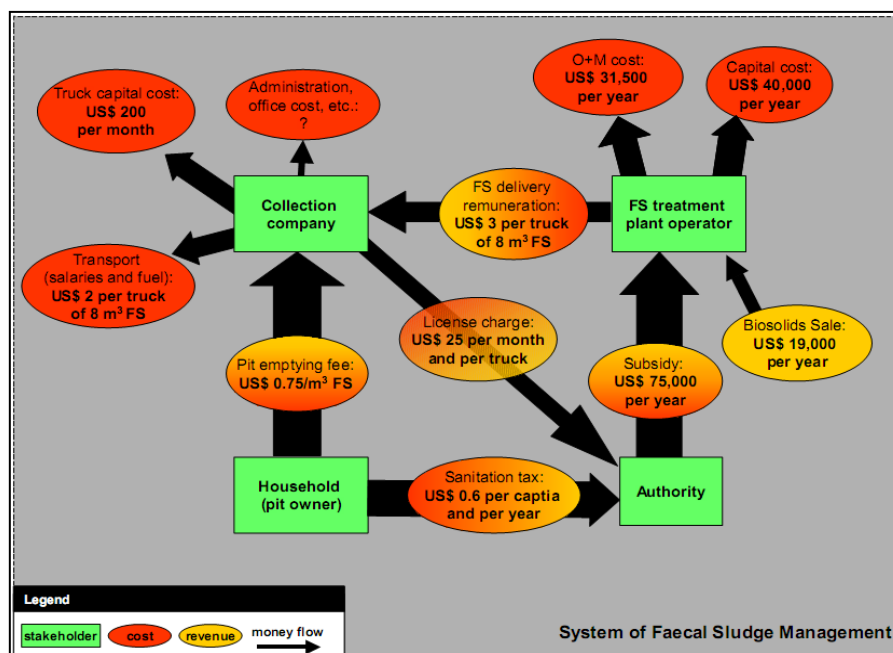 Truck capital cost:
US$ 200
per month
Administration,
office cost, etc.:
?
O+M cost:
US$ 31,500
per year
Capital cost:
US$ 40,000
per year
Collection
company
FS delivery
remuneration:
US$ 3 per truck
of 8 m³ FS
FS treatment
plant operator
Transport
(salaries and fuel):
US$ 2 per truck
of 8 m³ FS
License charge:
US$ 25 per month
and per truck
Biosolids Sale:
US$ 19,000
per year
Pit emptying fee:
US$ 0.75/m³ FS
Subsidy:
US$ 75,000
per year
Household
(pit owner)
Sanitation tax:
US$ 0.6 per captia
and per year
Authority
Legend
stakeholder
cost
revenue
money flow
System of Faecal Sludge Management